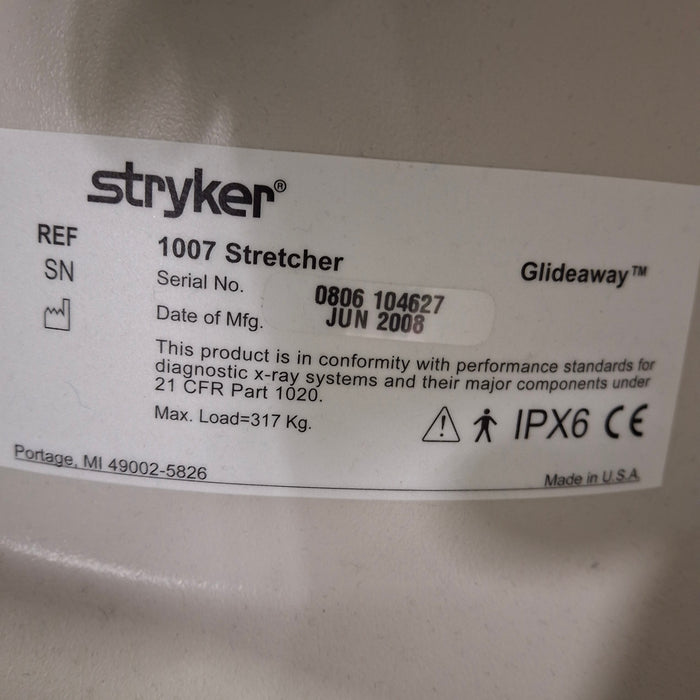 stryker®
REF 1007 Stretcher Glideaway™
SN Serial No. 0806 104627
Date of Mfg. JUN 2008
This product is in conformity with performance standards for
diagnostic x-ray systems and their major components under
21 CFR Part 1020.
Max. Load=317 Kg.
IPX6 CE
Portage, MI 49002-5826
Made in U.S.A.